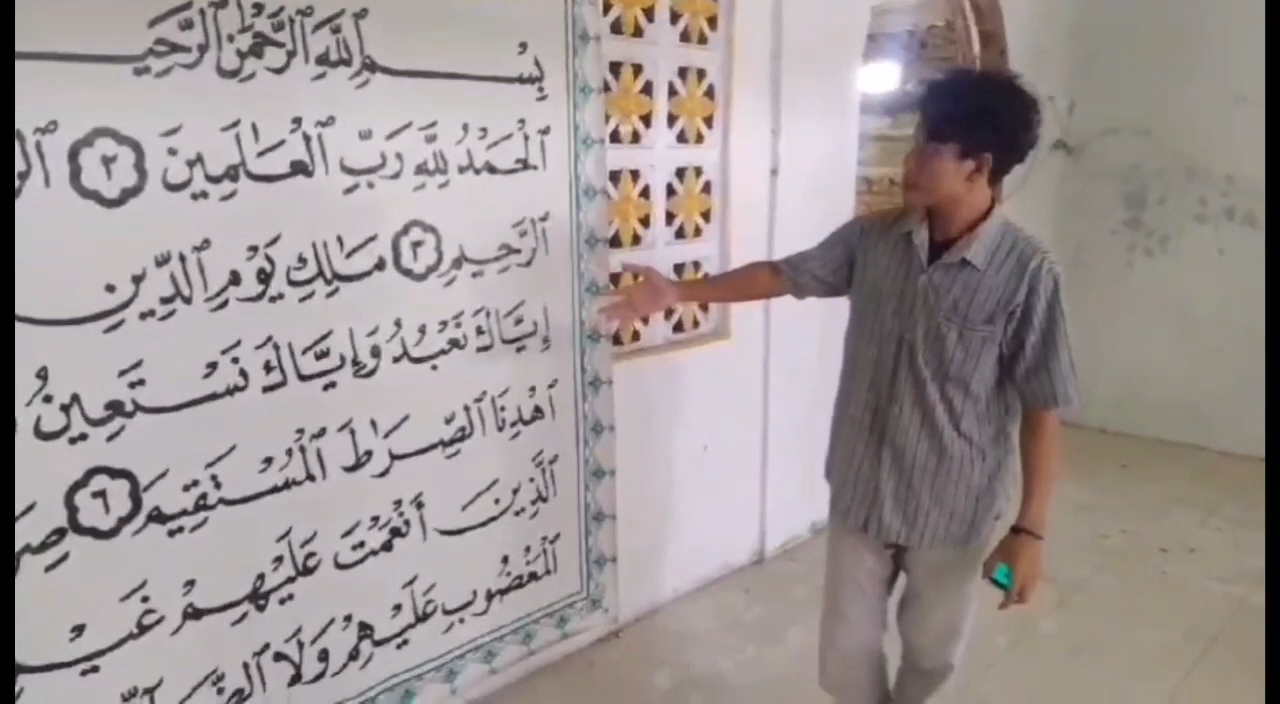 بِسْمِ ٱللَّهِ ٱلرَّحْمَٰنِ ٱلرَّحِي
ٱلْحَمْدُ لِلَّهِ رَبِّ ٱلْعَٰلَمِينَ ٢
ٱلرَّحِيمِ ٣ مَٰلِكِ يَوْمِ ٱلدِّينِ
إِيَّاكَ نَعْبُدُ وَإِيَّاكَ نَسْتَعِينُ
ٱهْدِنَا ٱلصِّرَٰطَ ٱلْمُسْتَقِيمَ ٦ صِرَ
ٱلَّذِينَ أَنْعَمْتَ عَلَيْهِمْ غَيْ
ٱلْمَغْضُوبِ عَلَيْهِمْ وَلَا ٱلضَّ